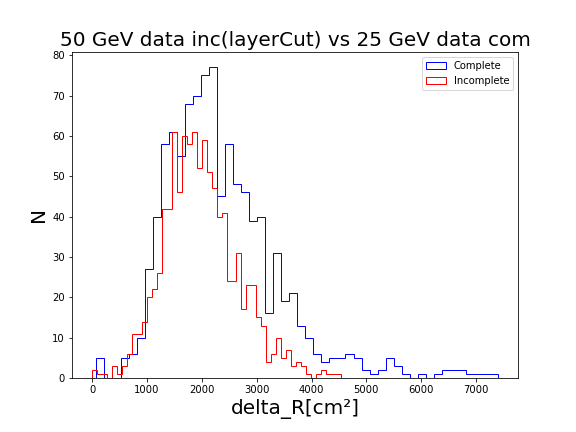 50 GeV data inc(layerCut) vs 25 GeV data com
80
70
60
50
40
30
20
10
0
N
Complete
Incomplete
0 1000 2000 3000 4000 5000 6000 7000
delta_R[cm²]